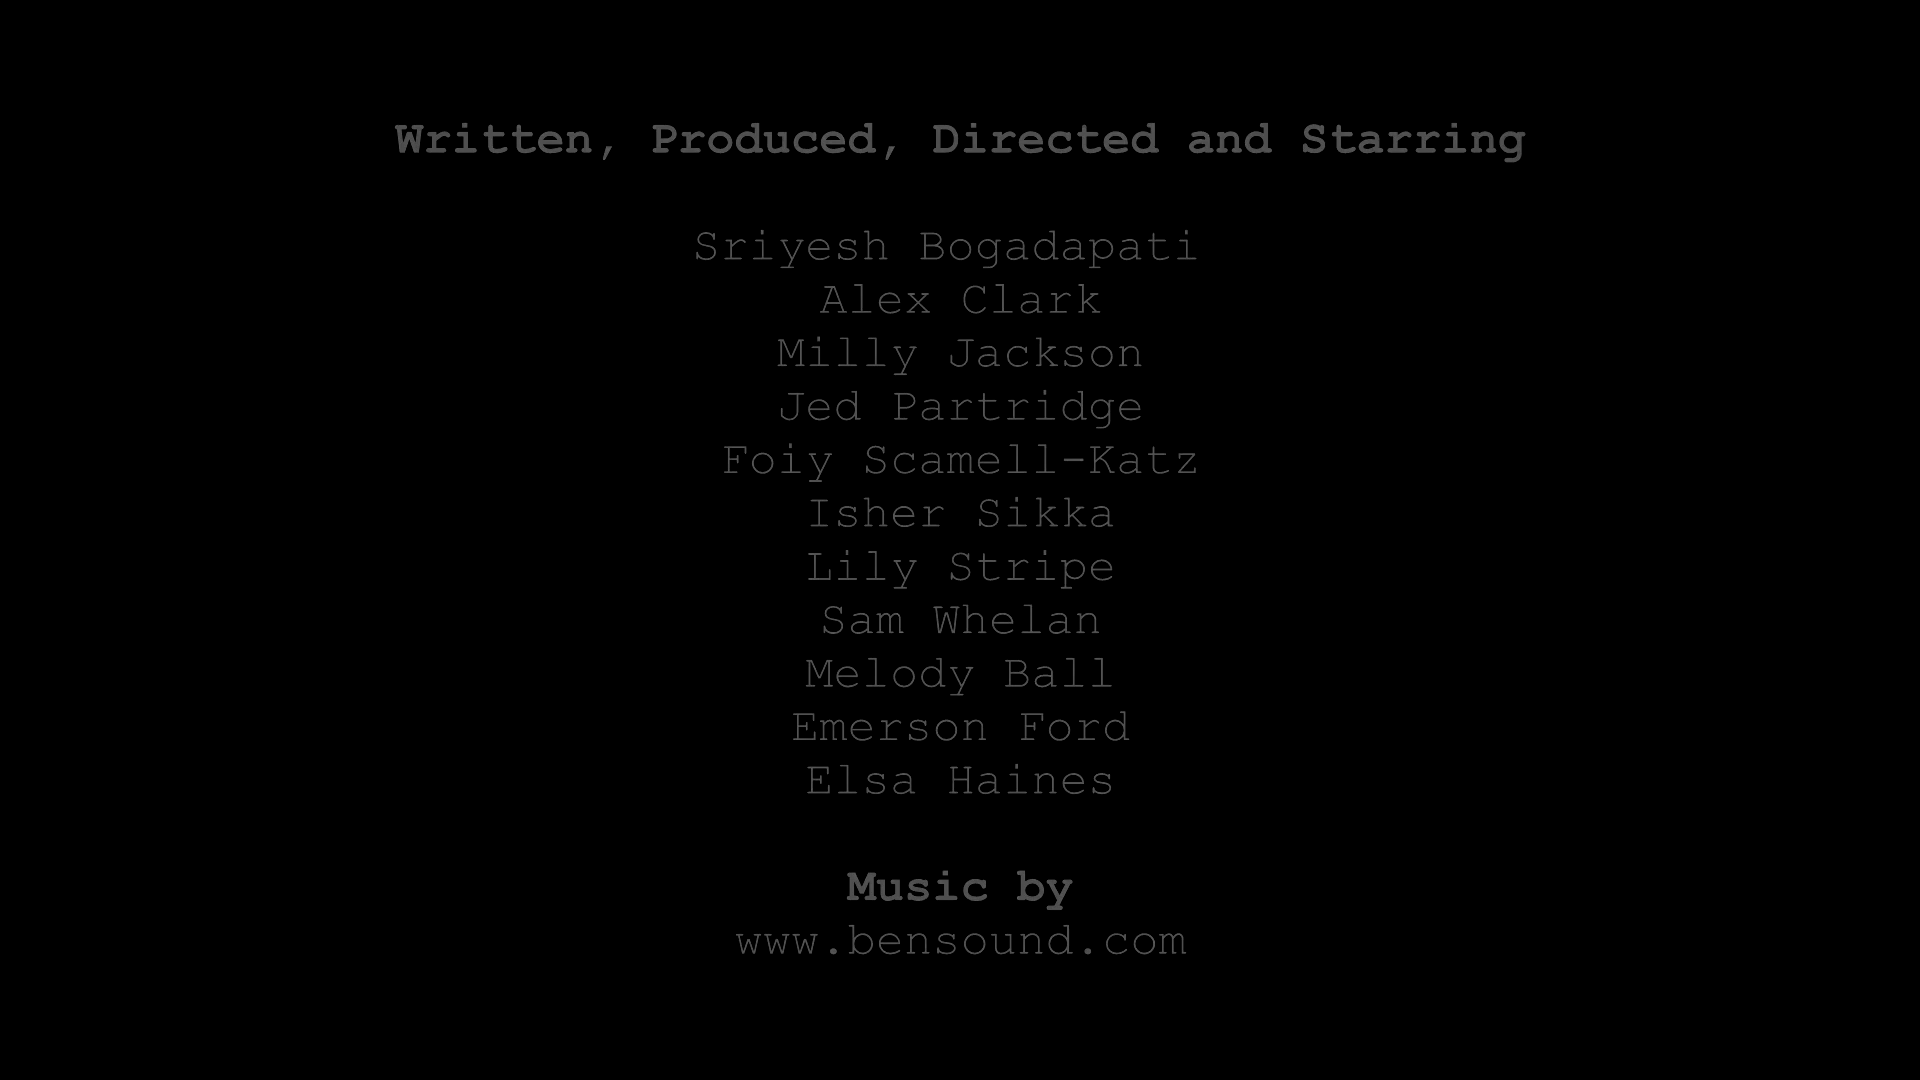 Written, Produced, Directed and Starring
Sriyesh Bogadapati
Alex Clark
Milly Jackson
Jed Partridge
Foiy Scamell-Katz
Isher Sikka
Lily Stripe
Sam Whelan
Melody Ball
Emerson Ford
Elsa Haines
Music by
www.bensound.com